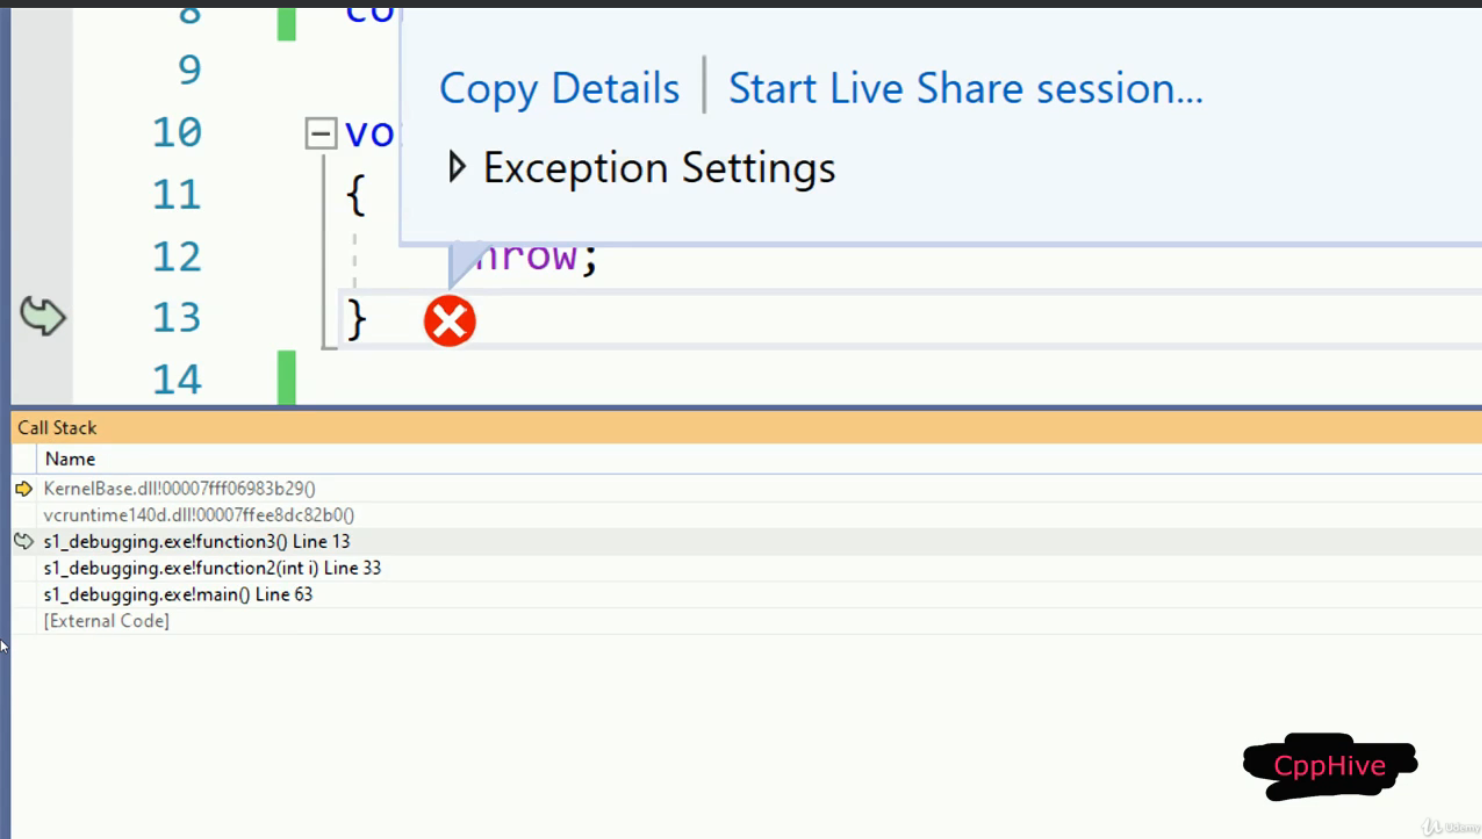 8
9
10
11 {
12 hrow;
13 }
14
Copy Details | Start Live Share session...
Exception Settings
Call Stack
Name
KernelBase.dll!00007fff06983b29()
vcruntime140d.dll!00007ffee8dc82b0()
s1_debugging.exe!function3() Line 13
s1_debugging.exe!function2(int i) Line 33
s1_debugging.exe!main() Line 63
[External Code]
CppHive
Udemy